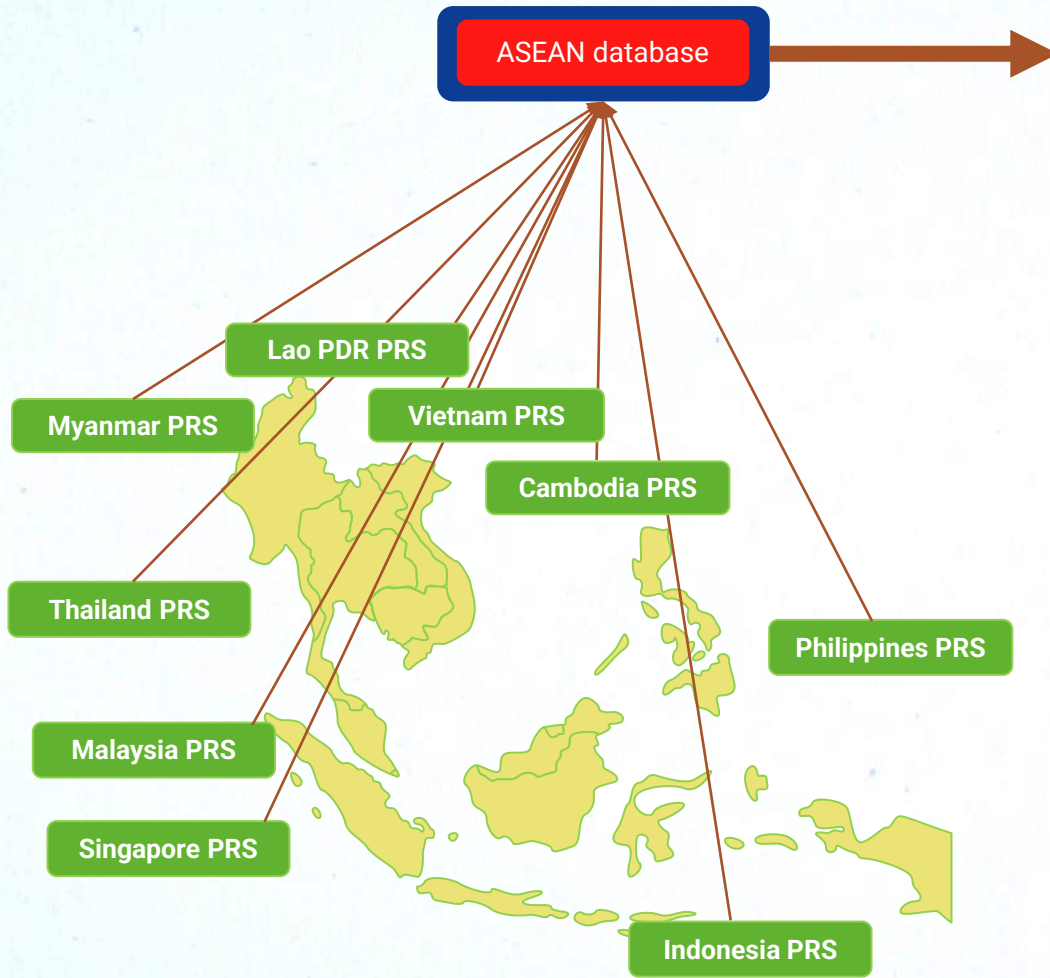 ASEAN database
Lao PDR PRS
Myanmar PRS
Vietnam PRS
Cambodia PRS
Thailand PRS
Philippines PRS
Malaysia PRS
Singapore PRS
Indonesia PRS